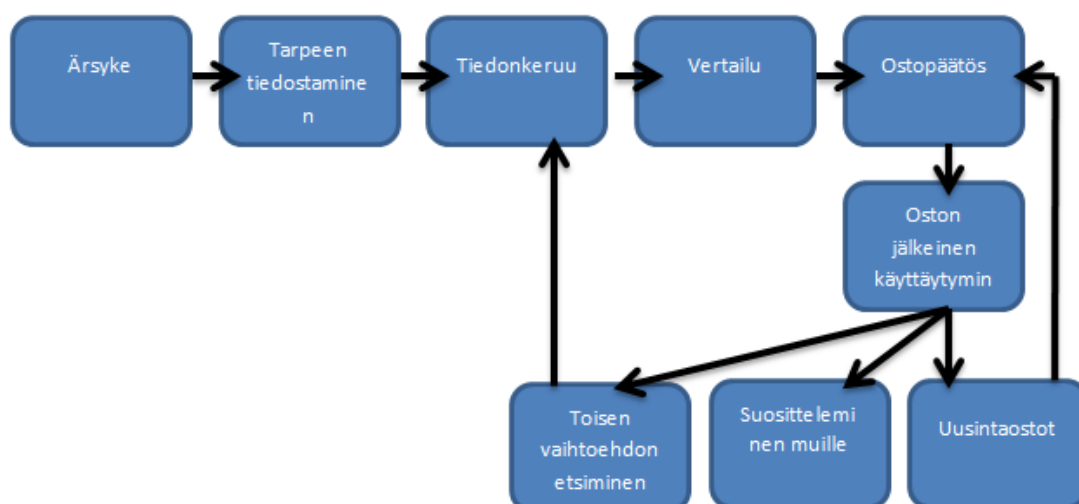 Ärsyke
Tarpeen
tiedostamine
n
Tiedonkeruu
Vertailu
Ostopäätös
Oston
jälkeinen
käyttäytymin
Toisen
vaihtoehdon
etsiminen
Suosittelemi
nen muille
Uusintaostot